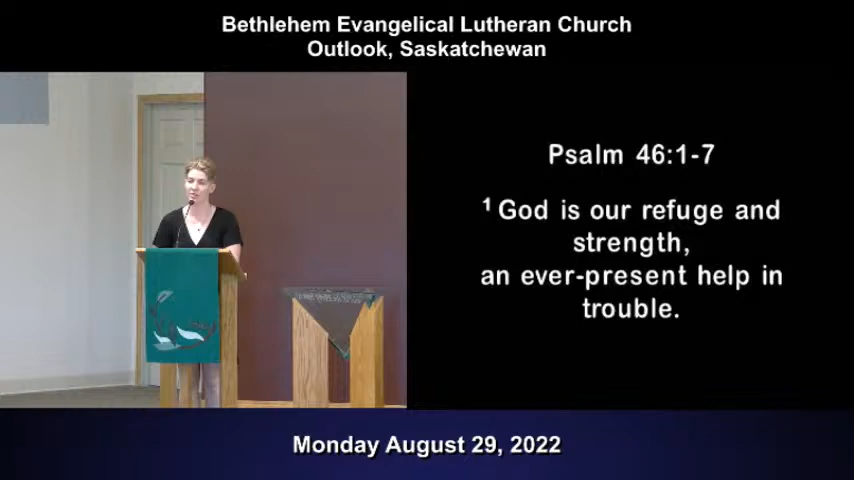 Bethlehem Evangelical Lutheran Church
Outlook, Saskatchewan
Psalm 46:1-7
1 God is our refuge and
strength,
an ever-present help in
trouble.
Monday August 29, 2022